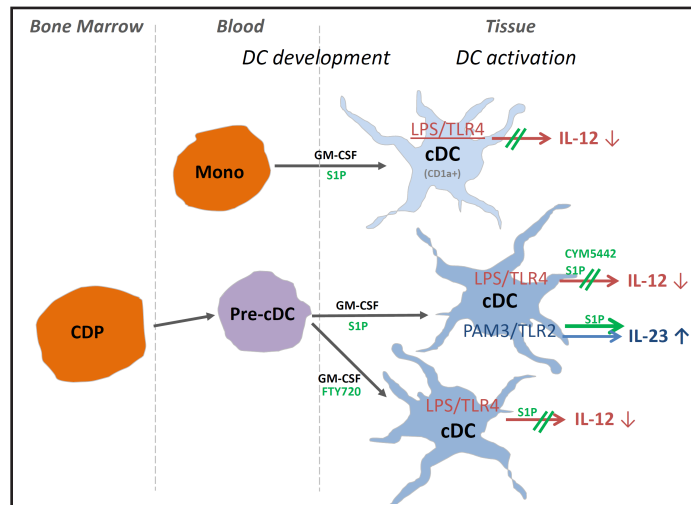 Bone Marrow
Blood
Tissue
DC development
DC activation
LPS/TLR4
IL-12 ↓
cDC
(CD1a+)
GM-CSF
S1P
Mono
CYM5442
S1P
LPS/TLR4
IL-12 ↓
cDC
Pre-cDC
GM-CSF
S1P
CDP
PAM3/TLR2
S1P
IL-23 ↑
GM-CSF
FTY720
LPS/TLR4
S1P
IL-12 ↓
cDC